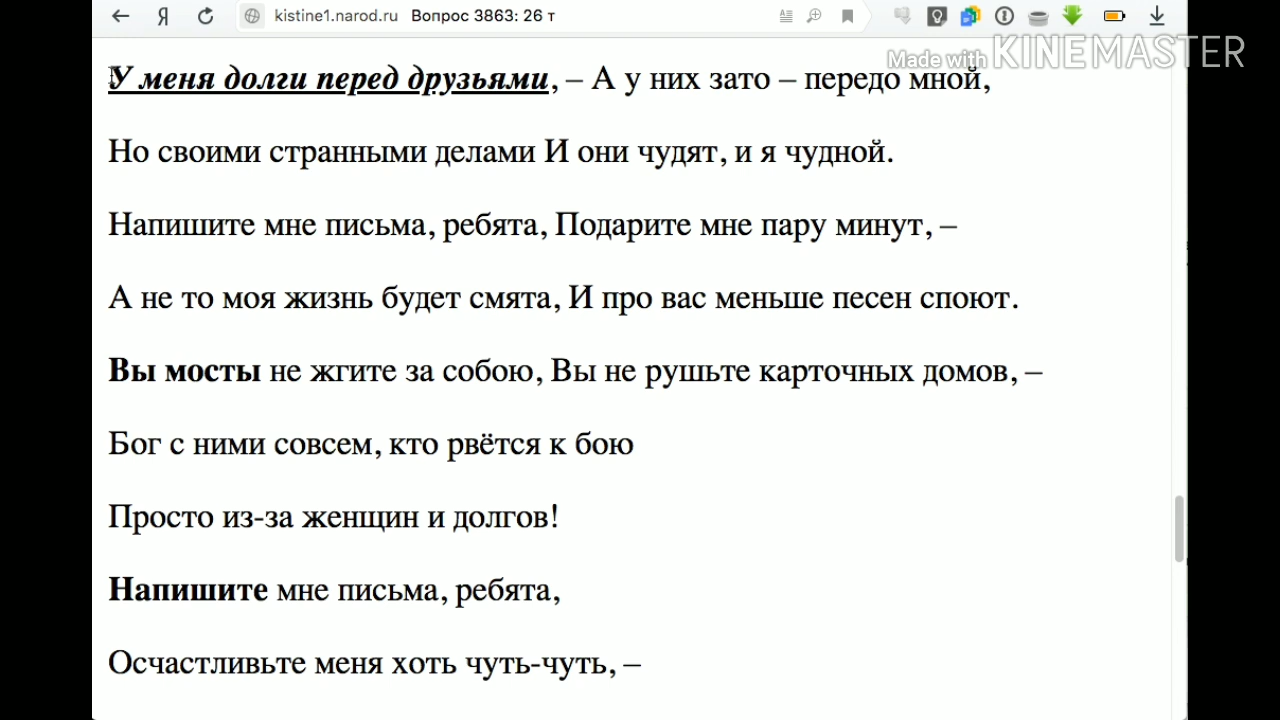 Я kistine1.narod.ru Вопрос 3863: 26 т
Made with KINEMASTER
У меня долги перед друзьями, – А у них зато – передо мной,
Но своими странными делами И они чудят, и я чудной.
Напишите мне письма, ребята, Подарите мне пару минут, –
А не то моя жизнь будет смята, И про вас меньше песен споют.
Вы мосты не жгите за собою, Вы не рушьте карточных домов, –
Бог с ними совсем, кто рвётся к бою
Просто из-за женщин и долгов!
Напишите мне письма, ребята,
Осчастливьте меня хоть чуть-чуть, –